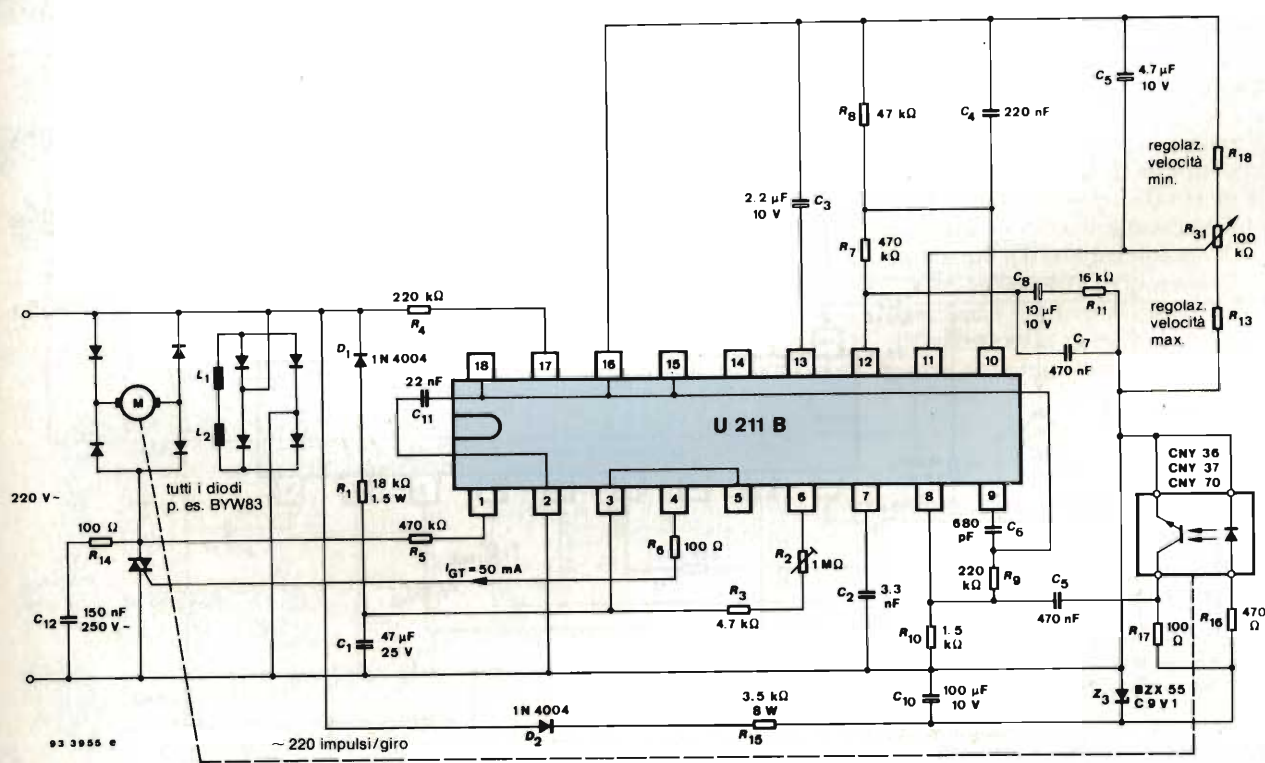 C5
4.7 µF
10 V
R8
47 kΩ
C4
220 nF
regolaz.
velocità
min.
R18
2.2 µF
10 V
C3
R7
470
kΩ
R31
100
kΩ
C8
10 µF
10 V
16 kΩ
R11
regolaz.
velocità
max.
R13
C7
470 nF
220 kΩ
R4
D1
1N 4004
18
17
16
15
14
13
12
11
10
22 nF
C11
U 211 B
L1
L2
M
tutti i diodi
p. es. BYW83
220 V~
R1
18 kΩ
1.5 W
1
2
3
4
5
6
7
8
9
CNY 36
CNY 37
CNY 70
100 Ω
R14
470 kΩ
R5
R6
100 Ω
R2
1 MΩ
680
pF
C6
220
kΩ
R9
IGT = 50 mA
C12
150 nF
250 V~
R3
4.7 kΩ
C2
3.3
nF
C5
470 nF
C1
47 µF
25 V
R10
1.5
kΩ
R17
100
Ω
R16
470
Ω
1N 4004
D2
3.5 kΩ
8 W
R15
C10
100 µF
10 V
Z3
BZX 55
C 9 V 1
93 3955 e
~ 220 impulsi/giro